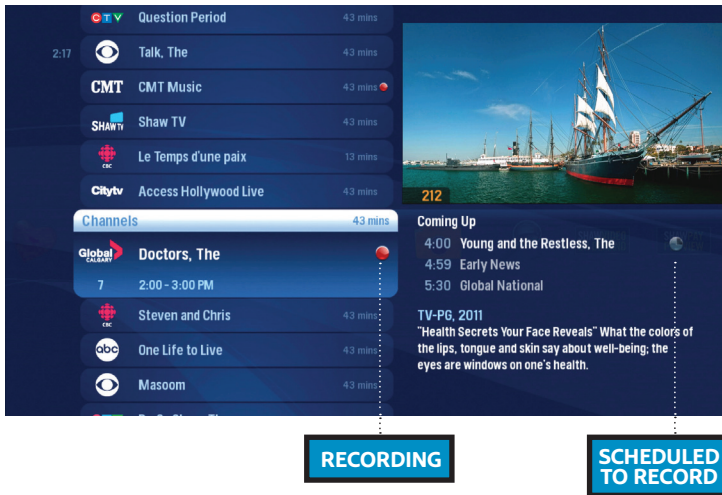 CTV Question Period 43 mins
2:17 Talk, The 43 mins
CMT CMT Music 43 mins
SHAW TV Shaw TV 43 mins
CBC Le Temps d'une paix 13 mins
Citytv Access Hollywood Live 43 mins
Channels 43 mins
Global CALGARY Doctors, The
7 2:00 - 3:00 PM
CBC Steven and Chris 43 mins
abc One Life to Live 43 mins
Masoom 43 mins
212
Coming Up
4:00 Young and the Restless, The
4:59 Early News
5:30 Global National
TV-PG, 2011
"Health Secrets Your Face Reveals" What the colors of
the lips, tongue and skin say about well-being; the
eyes are windows on one's health.
RECORDING
SCHEDULED
TO RECORD